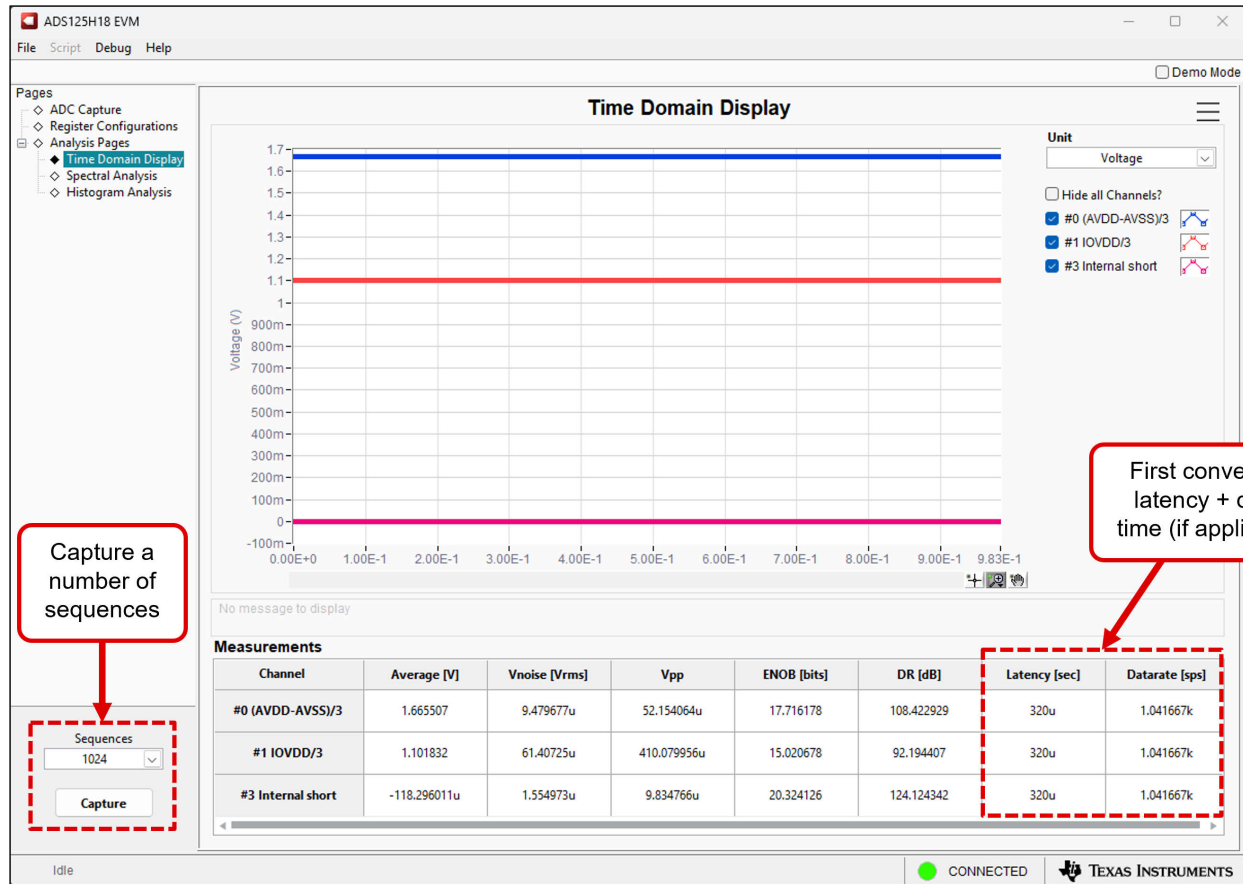 ADS125H18 EVM
File Script Debug Help
Demo Mode
Pages
ADC Capture
Register Configurations
Analysis Pages
Time Domain Display
Spectral Analysis
Histogram Analysis
Time Domain Display
Unit
Voltage
Hide all Channels?
#0 (AVDD-AVSS)/3
#1 IOVDD/3
#3 Internal short
Voltage (V)
1.7
1.6
1.5
1.4
1.3
1.2
1.1
1
900m
800m
700m
600m
500m
400m
300m
200m
100m
0
-100m
0.00E+0 1.00E-1 2.00E-1 3.00E-1 4.00E-1 5.00E-1 6.00E-1 7.00E-1 8.00E-1 9.00E-1 9.83E-1
First conve
latency + c
time (if appli
Capture a
number of
sequences
No message to display
Measurements
Channel Average [V] Vnoise [Vrms] Vpp ENOB [bits] DR [dB] Latency [sec] Datarate [sps]
#0 (AVDD-AVSS)/3 1.665507 9.479677u 52.154064u 17.716178 108.422929 320u 1.041667k
#1 IOVDD/3 1.101832 61.40725u 410.079956u 15.020678 92.194407 320u 1.041667k
#3 Internal short -118.296011u 1.554973u 9.834766u 20.324126 124.124342 320u 1.041667k
Sequences
1024
Capture
Idle
CONNECTED
TEXAS INSTRUMENTS